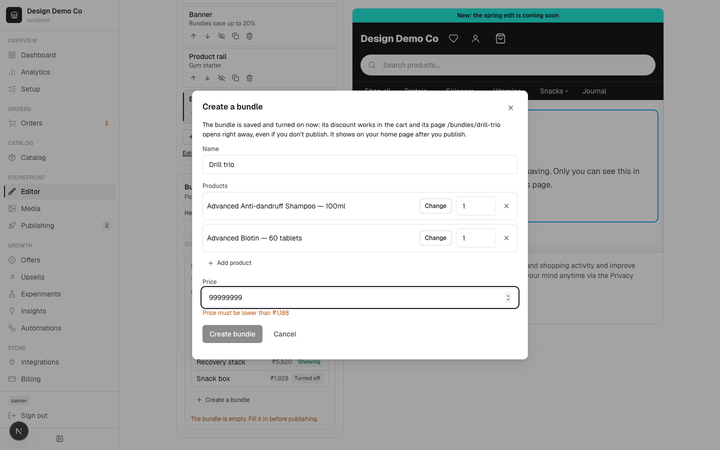 Design Demo Co
localhost
OVERVIEW
Dashboard
Analytics
Setup
ORDERS
Orders 1
CATALOG
Catalog
STOREFRONT
Editor
Media
Publishing 2
GROWTH
Offers
Upsells
Experiments
Insights
Automations
STORE
Integrations
Billing
owner
Sign out
N
Banner
Bundles save up to 20%
Product rail
Gym starter
Create a bundle
The bundle is saved and turned on now: its discount works in the cart and its page /bundles/drill-trio
opens right away, even if you don't publish. It shows on your home page after you publish.
Name
Drill trio
Products
Advanced Anti-dandruff Shampoo — 100ml Change 1
Advanced Biotin — 60 tablets Change 1
Add product
Price
99999999
Price must be lower than ₹1,188
Create bundle Cancel
Recovery stack ₹5,820 Showing
Snack box ₹1,928 Turned off
Create a bundle
The bundle is empty. Fill it in before publishing.
New: the spring edit is coming soon
Design Demo Co
Search products...
Snacks
Journal
saving. Only you can see this in
s page.
and shopping activity to improve
your mind anytime via the Privacy